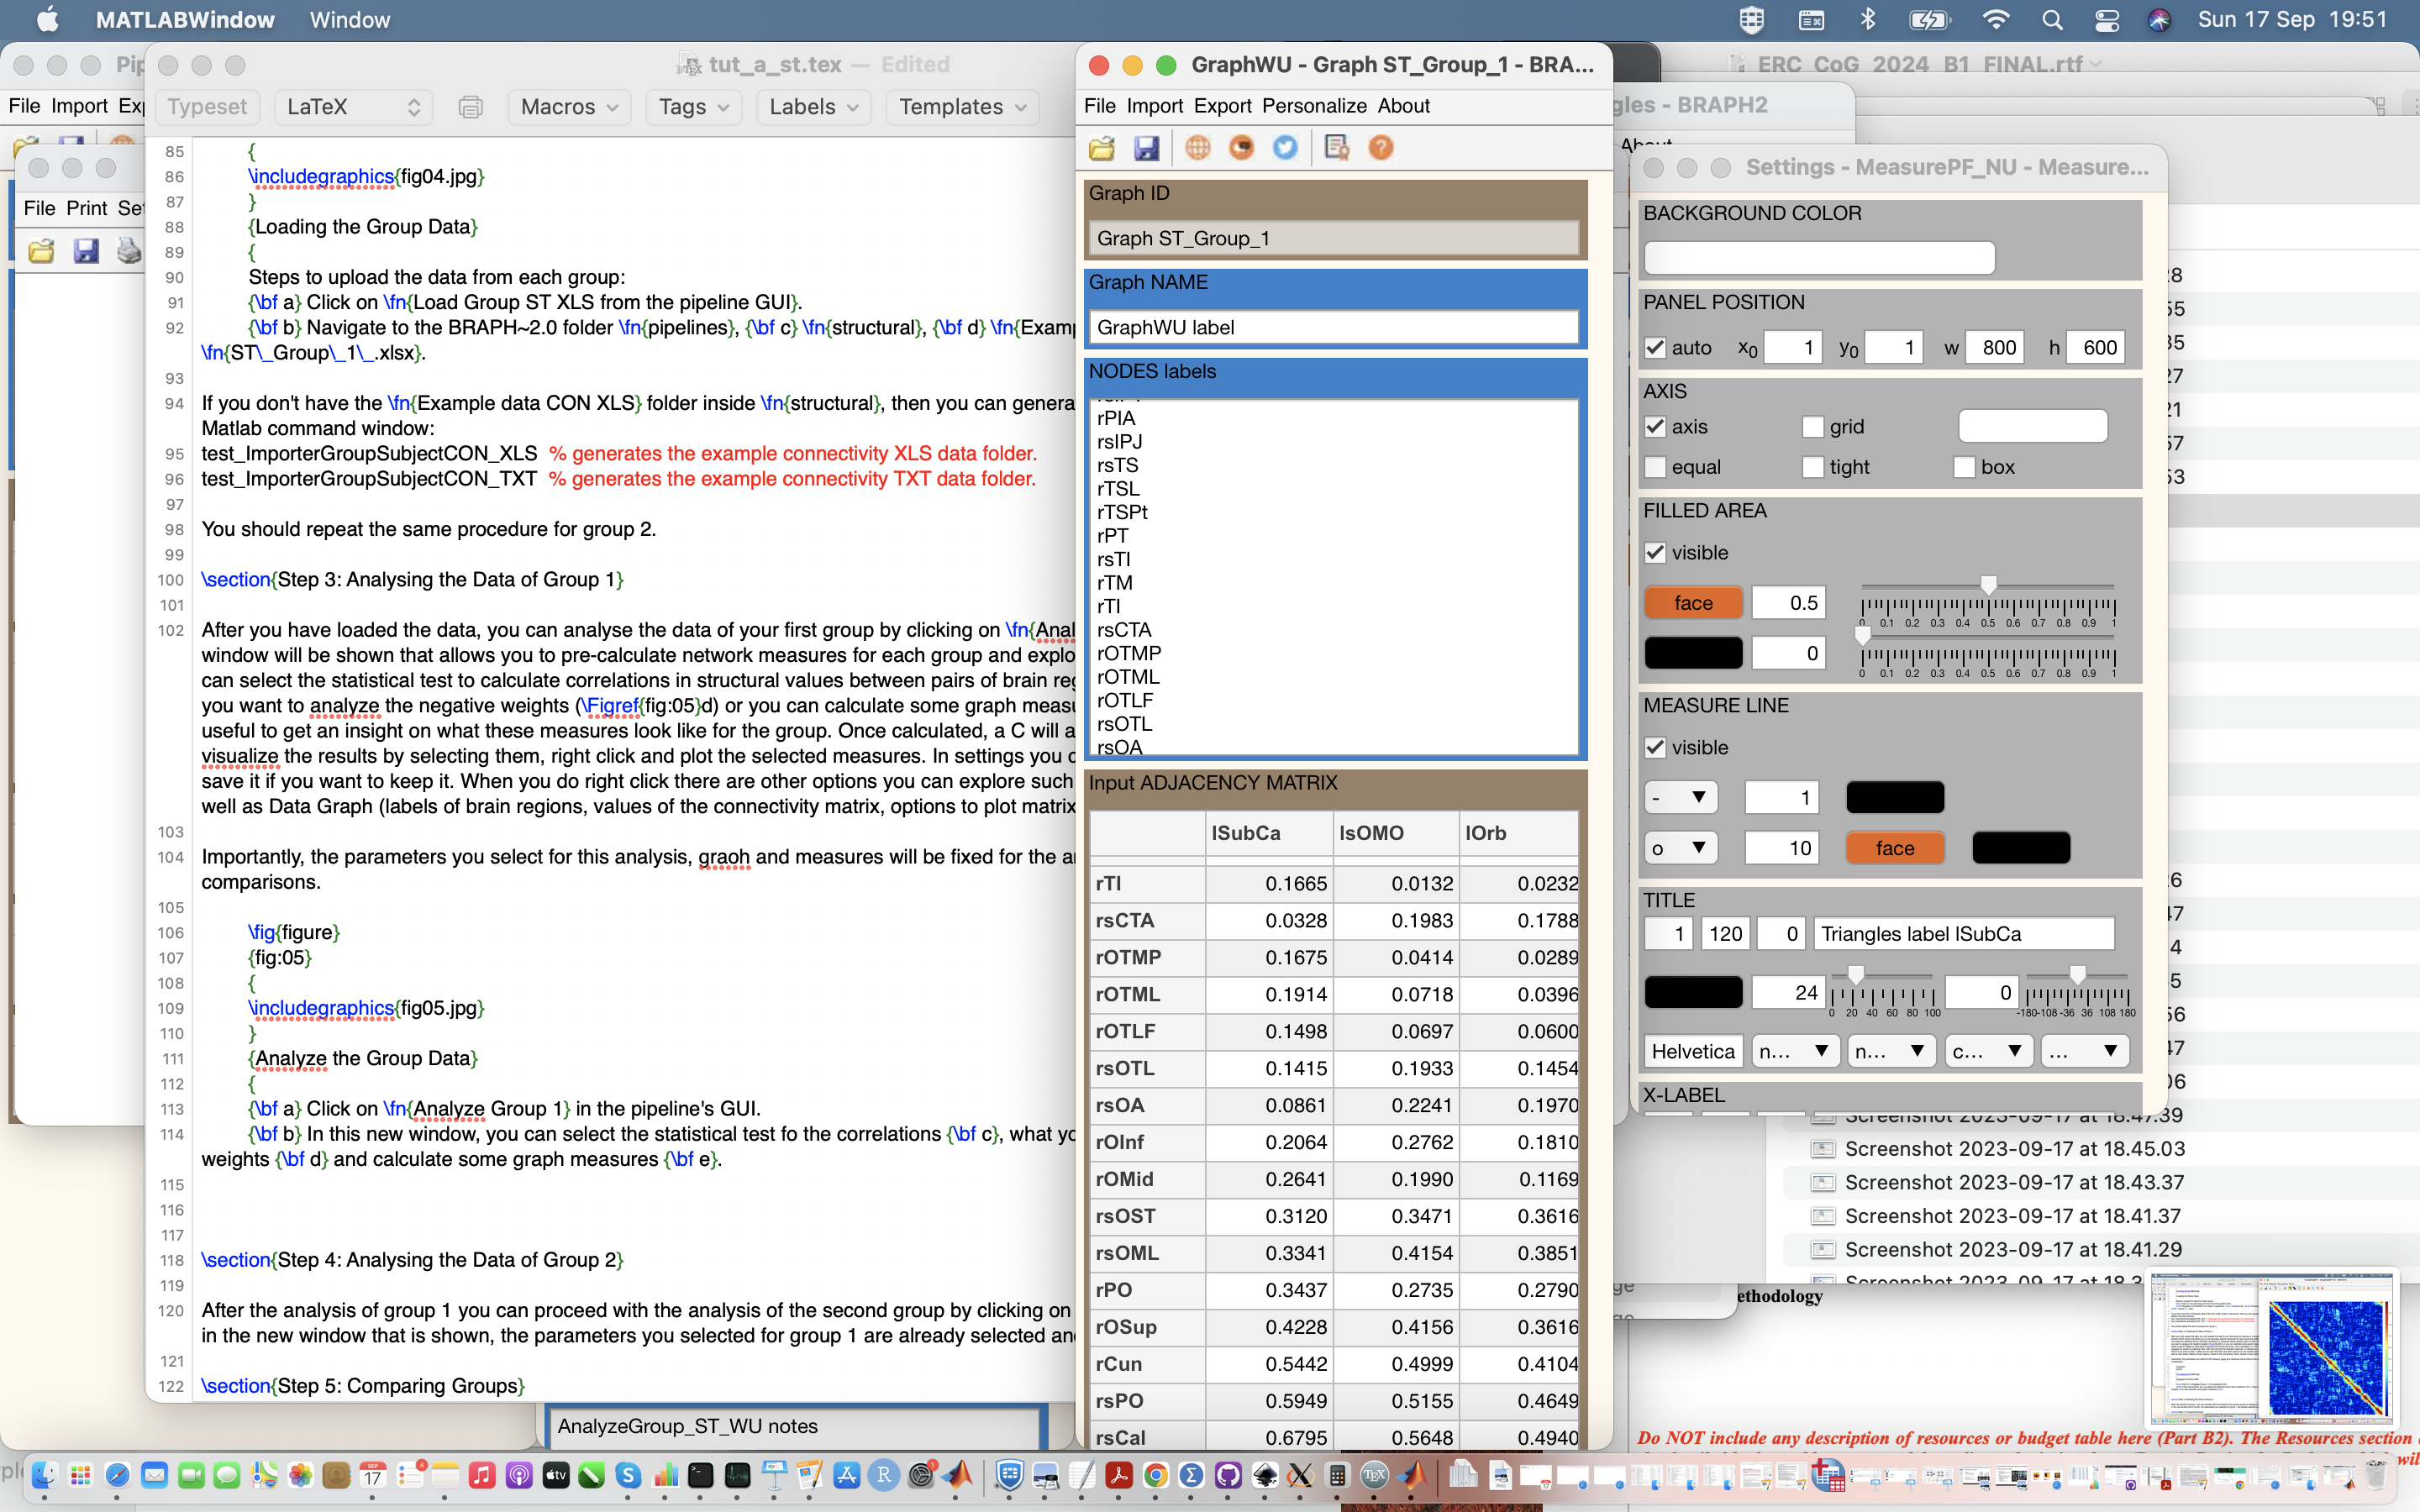 MATLABWindow Window
Sun 17 Sep 19:51
tut_a_st.tex — Edited
File Import
File Print
Typeset LaTeX Macros Tags Labels Templates
85 {
86 \includegraphics{fig04.jpg}
87 }
88 {Loading the Group Data}
89 {
90 Steps to upload the data from each group:
91 {\bf a} Click on \fn{Load Group ST XLS from the pipeline GUI}.
92 {\bf b} Navigate to the BRAPH~2.0 folder \fn{pipelines}, {\bf c} \fn{structural}, {\bf d} \fn{Examp
\fn{ST\_Group\_1\_.xlsx}.
93
94 If you don't have the \fn{Example data CON XLS} folder inside \fn{structural}, then you can genera
Matlab command window:
95 test_ImporterGroupSubjectCON_XLS % generates the example connectivity XLS data folder.
96 test_ImporterGroupSubjectCON_TXT % generates the example connectivity TXT data folder.
97
98 You should repeat the same procedure for group 2.
99
100 \section{Step 3: Analysing the Data of Group 1}
101
102 After you have loaded the data, you can analyse the data of your first group by clicking on \fn{Anal
window will be shown that allows you to pre-calculate network measures for each group and explo
can select the statistical test to calculate correlations in structural values between pairs of brain reg
you want to analyze the negative weights (\Figref{fig:05}d) or you can calculate some graph measu
useful to get an insight on what these measures look like for the group. Once calculated, a C will a
visualize the results by selecting them, right click and plot the selected measures. In settings you c
save it if you want to keep it. When you do right click there are other options you can explore such
well as Data Graph (labels of brain regions, values of the connectivity matrix, options to plot matrix
103
104 Importantly, the parameters you select for this analysis, graoh and measures will be fixed for the a
comparisons.
105
106 \fig{figure}
107 {fig:05}
108 {
109 \includegraphics{fig05.jpg}
110 }
111 {Analyze the Group Data}
112 {
113 {\bf a} Click on \fn{Analyze Group 1} in the pipeline's GUI.
114 {\bf b} In this new window, you can select the statistical test fo the correlations {\bf c}, what yo
weights {\bf d} and calculate some graph measures {\bf e}.
115
116
117
118 \section{Step 4: Analysing the Data of Group 2}
119
120 After the analysis of group 1 you can proceed with the analysis of the second group by clicking on
in the new window that is shown, the parameters you selected for group 1 are already selected an
121
122 \section{Step 5: Comparing Groups}
AnalyzeGroup_ST_WU notes
GraphWU - Graph ST_Group_1 - BRA...
File Import Export Personalize About
Graph ID
Graph ST_Group_1
Graph NAME
GraphWU label
NODES labels
rPIA
rsIPJ
rsTS
rTSL
rTSPt
rPT
rsTI
rTM
rTI
rsCTA
rOTMP
rOTML
rOTLF
rsOTL
rsOA
Input ADJACENCY MATRIX
lSubCa lsOMO lOrb
rTI 0.1665 0.0132 0.0232
rsCTA 0.0328 0.1983 0.1788
rOTMP 0.1675 0.0414 0.0289
rOTML 0.1914 0.0718 0.0396
rOTLF 0.1498 0.0697 0.0600
rsOTL 0.1415 0.1933 0.1454
rsOA 0.0861 0.2241 0.1970
rOInf 0.2064 0.2762 0.1810
rOMid 0.2641 0.1990 0.1169
rsOST 0.3120 0.3471 0.3616
rsOML 0.3341 0.4154 0.3851
rPO 0.3437 0.2735 0.2790
rOSup 0.4228 0.4156 0.3616
rCun 0.5442 0.4999 0.4104
rsPO 0.5949 0.5155 0.4649
rsCal 0.6795 0.5648 0.4940
ERC_CoG_2024_B1_FINAL.rtf
gles - BRAPH2
Settings - MeasurePF_NU - Measure...
BACKGROUND COLOR
PANEL POSITION
auto x0 1 y0 1 w 800 h 600
AXIS
axis grid
equal tight box
FILLED AREA
visible
face 0.5
0 0.1 0.2 0.3 0.4 0.5 0.6 0.7 0.8 0.9 1
0
0 0.1 0.2 0.3 0.4 0.5 0.6 0.7 0.8 0.9 1
MEASURE LINE
visible
- 1
o 10 face
TITLE
1 120 0 Triangles label lSubCa
24 0
0 20 40 60 80 100
-180-108 -36 36 108 180
Helvetica n... n... c... ...
X-LABEL
Screenshot 2023-09-17 at 18.47.39
Screenshot 2023-09-17 at 18.45.03
Screenshot 2023-09-17 at 18.43.37
Screenshot 2023-09-17 at 18.41.37
Screenshot 2023-09-17 at 18.41.29
ethodology
Do NOT include any description of resources or budget table here (Part B2). The Resources section